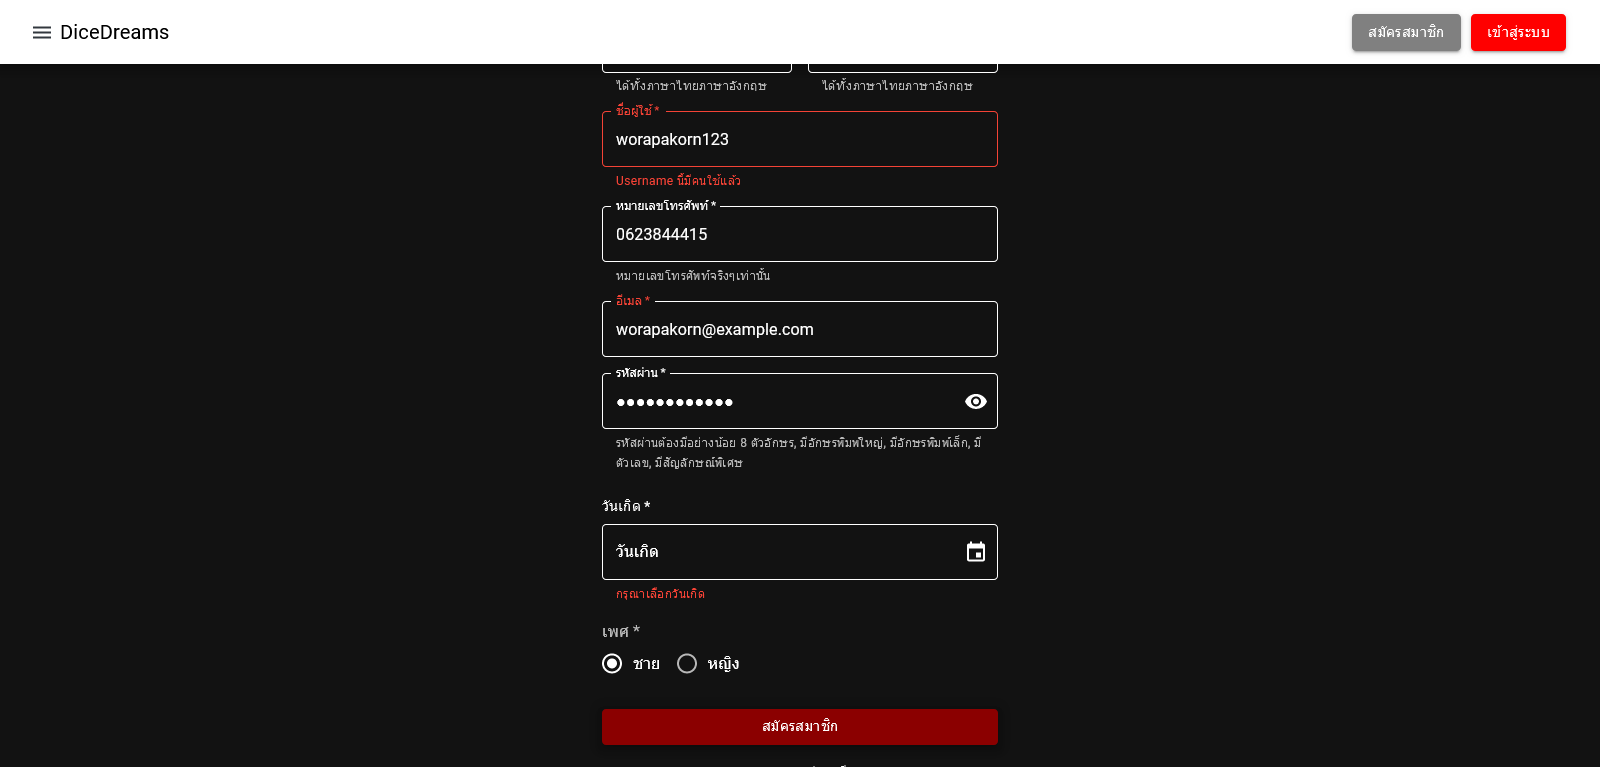 DiceDreams
สมัครสมาชิก
เข้าสู่ระบบ
ได้ทั้งภาษาไทยภาษาอังกฤษ
ได้ทั้งภาษาไทยภาษาอังกฤษ
ชื่อผู้ใช้ *
worapakorn123
Username นี้มีคนใช้แล้ว
หมายเลขโทรศัพท์ *
0623844415
หมายเลขโทรศัพท์จริงๆเท่านั้น
อีเมล *
worapakorn@example.com
รหัสผ่าน *
••••••••••••
รหัสผ่านต้องมีอย่างน้อย 8 ตัวอักษร, มีอักษรพิมพ์ใหญ่, มีอักษรพิมพ์เล็ก, มี
ตัวเลข, มีสัญลักษณ์พิเศษ
วันเกิด *
วันเกิด
กรุณาเลือกวันเกิด
เพศ *
ชาย
หญิง
สมัครสมาชิก